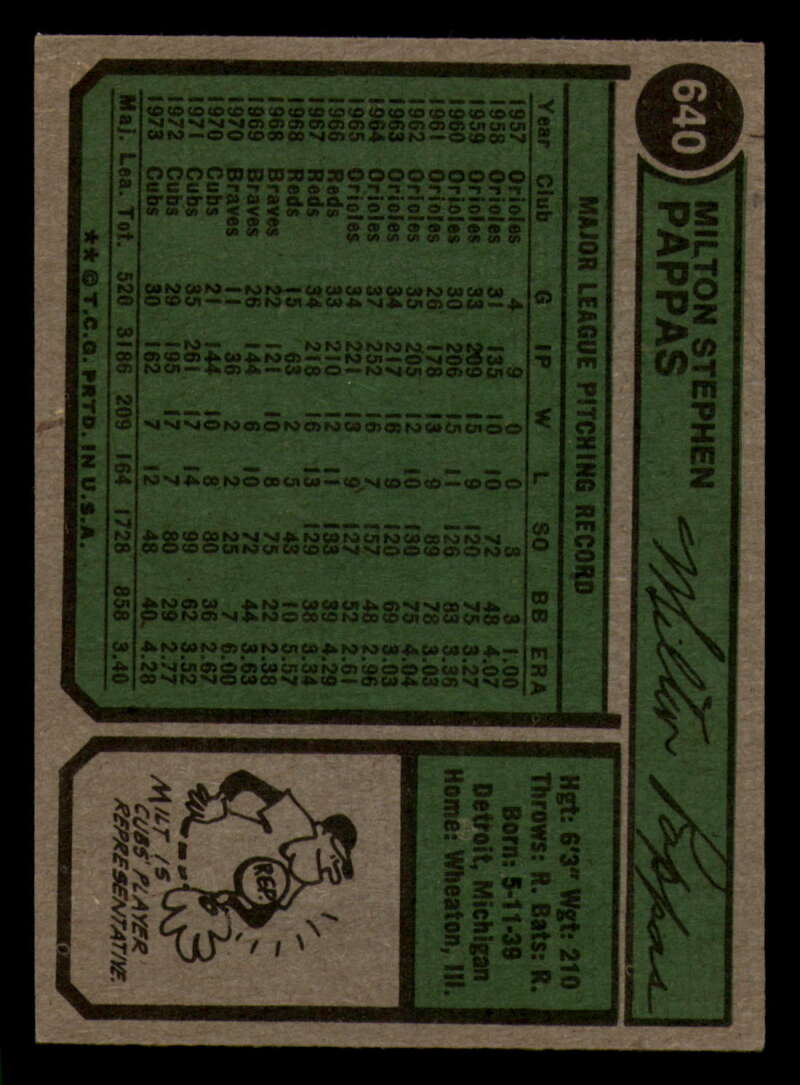 640
MILTON STEPHEN
PAPPAS
Milton Pappas
MAJOR LEAGUE PITCHING RECORD
Year Club G IP W L SO BB ERA
1957 Orioles 4 9 0 0 3 3 1.00
1958 Orioles 31 135 10 10 72 48 4.07
1959 Orioles 33 209 15 9 120 75 3.27
1960 Orioles 30 206 15 11 126 83 3.36
1961 Orioles 26 178 13 9 89 78 3.03
1962 Orioles 35 205 12 10 130 75 4.04
1963 Orioles 34 217 16 9 120 69 3.03
1964 Orioles 37 252 16 7 157 48 2.96
1965 Orioles 34 221 13 9 127 52 2.61
1966 Reds 33 210 12 11 133 39 4.29
1967 Reds 34 218 16 13 129 38 3.34
1968 Reds 15 63 2 5 43 10 5.57
1968 Braves 22 121 10 8 75 22 2.38
1969 Braves 26 144 6 10 72 44 3.63
1970 Braves 11 36 2 2 25 7 6.00
1970 Cubs 21 144 10 8 80 36 2.67
1971 Cubs 35 261 17 14 99 62 3.52
1972 Cubs 29 195 17 7 80 29 2.77
1973 Cubs 30 162 7 12 48 40 4.28
Maj. Lea. Tot. 520 3186 209 164 1728 858 3.40
**©T.C.G. PRTD. IN U.S.A.
Hgt: 6'3" Wgt: 210
Throws: R. Bats: R.
Born: 5-11-39
Detroit, Michigan
Home: Wheaton, Ill.
REP.
MILT IS
CUBS' PLAYER
REPRESENTATIVE.